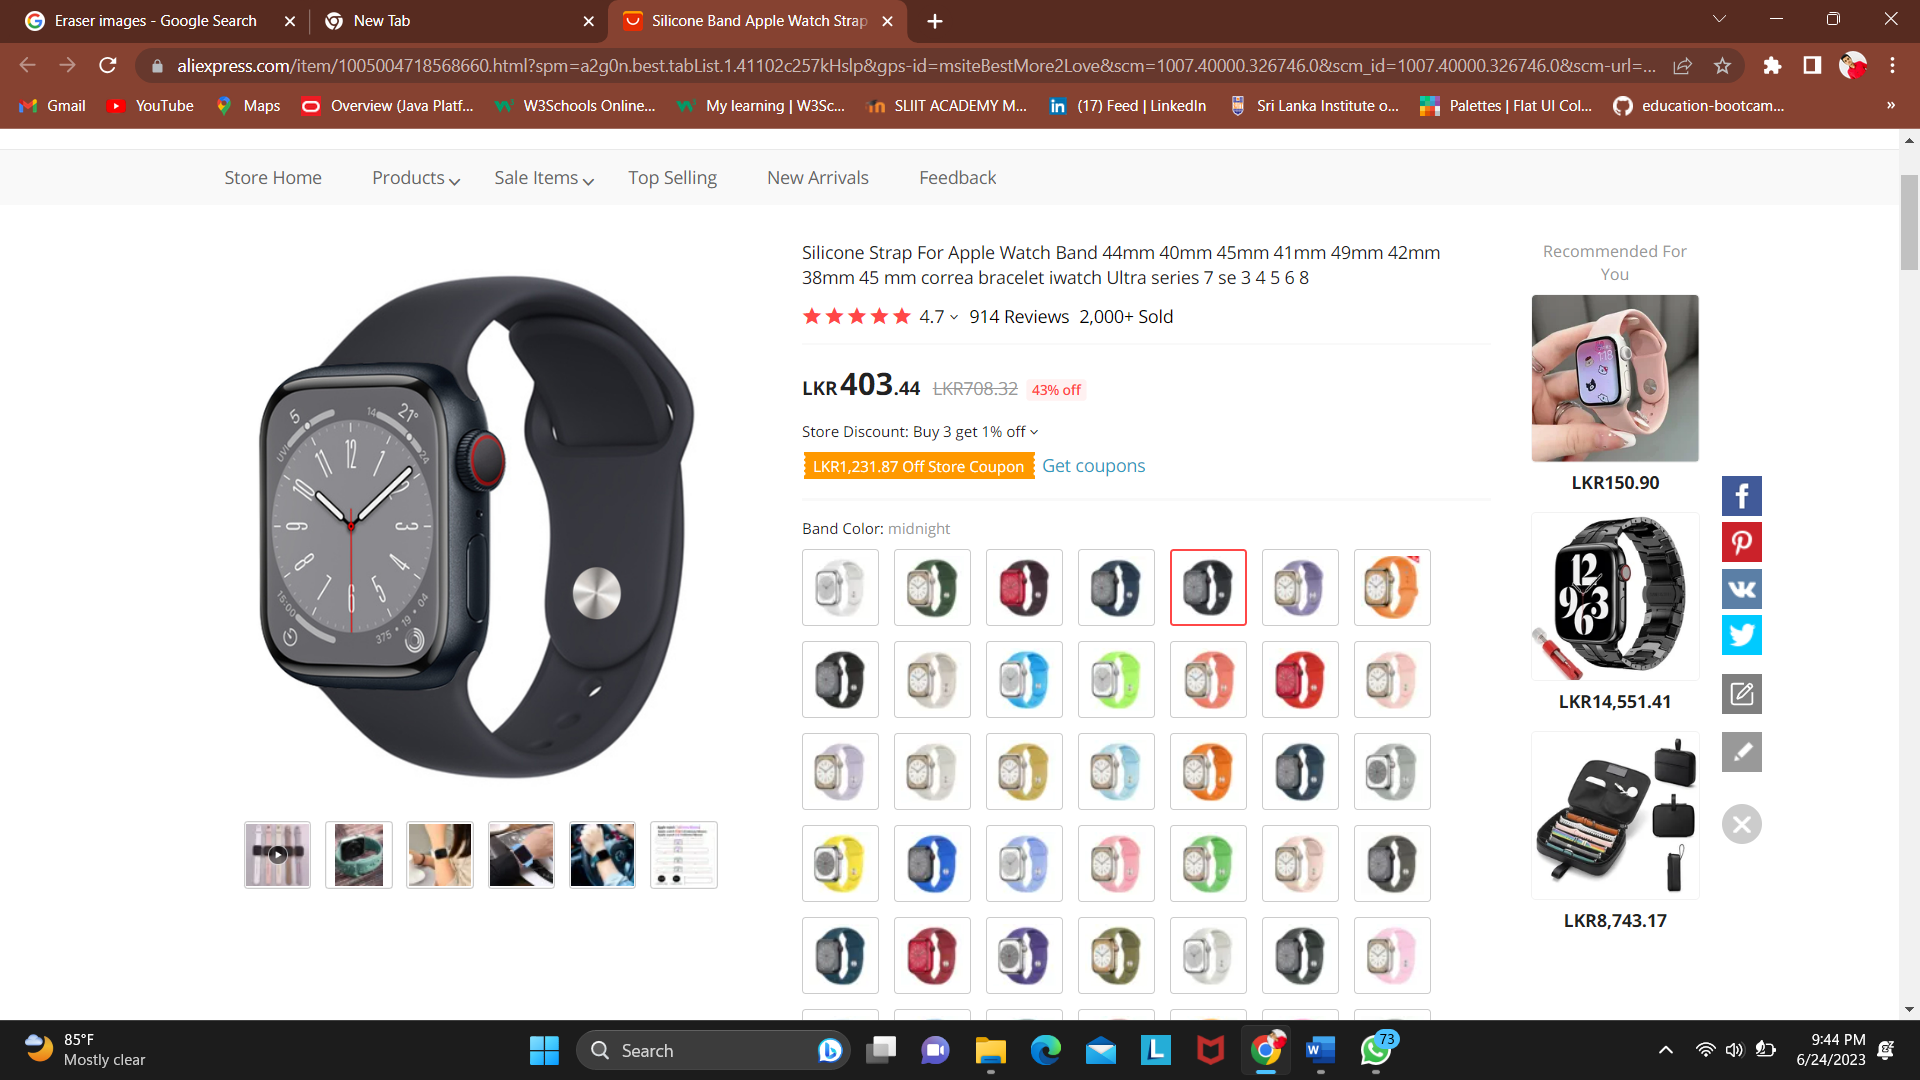 Eraser images - Google Search
New Tab
Silicone Band Apple Watch Strap
aliexpress.com/item/1005004718568660.html?spm=a2g0n.best.tabList.1.41102c257kHslp&gps-id=msiteBestMore2Love&scm=1007.40000.326746.0&scm_id=1007.40000.326746.0&scm-url=...
Gmail
YouTube
Maps
Overview (Java Platf...
W3Schools Online...
My learning | W3Sc...
SLIIT ACADEMY M...
(17) Feed | LinkedIn
Sri Lanka Institute o...
Palettes | Flat UI Col...
education-bootcam...
»
Store Home
Products
Sale Items
Top Selling
New Arrivals
Feedback
Silicone Strap For Apple Watch Band 44mm 40mm 45mm 41mm 49mm 42mm
38mm 45 mm correa bracelet iwatch Ultra series 7 se 3 4 5 6 8
4.7
914 Reviews
2,000+ Sold
LKR 403.44
LKR708.32
43% off
Store Discount: Buy 3 get 1% off
LKR1,231.87 Off Store Coupon
Get coupons
Band Color: midnight
Recommended For
You
LKR150.90
LKR14,551.41
LKR8,743.17
85°F
Mostly clear
Search
73
9:44 PM
6/24/2023